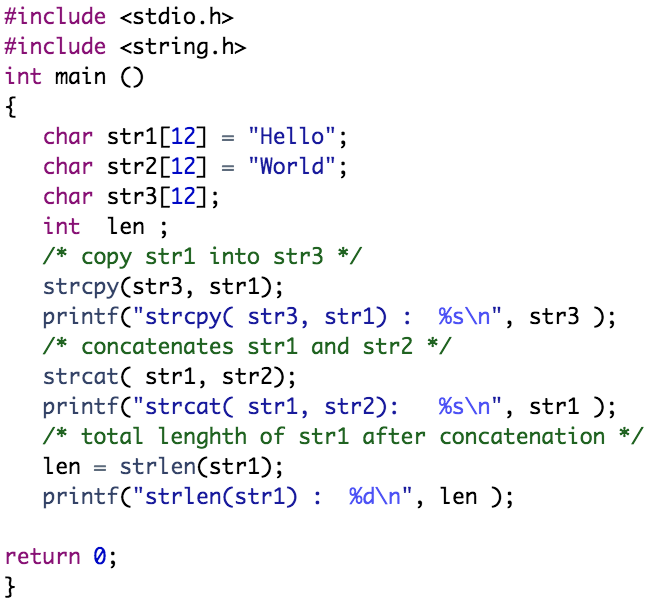 #include <stdio.h>
#include <string.h>
int main ()
{
   char str1[12] = "Hello";
   char str2[12] = "World";
   char str3[12];
   int  len ;
   /* copy str1 into str3 */
   strcpy(str3, str1);
   printf("strcpy( str3, str1) :  %s\n", str3 );
   /* concatenates str1 and str2 */
   strcat( str1, str2);
   printf("strcat( str1, str2):   %s\n", str1 );
   /* total lenghth of str1 after concatenation */
   len = strlen(str1);
   printf("strlen(str1) :  %d\n", len );

return 0;
}